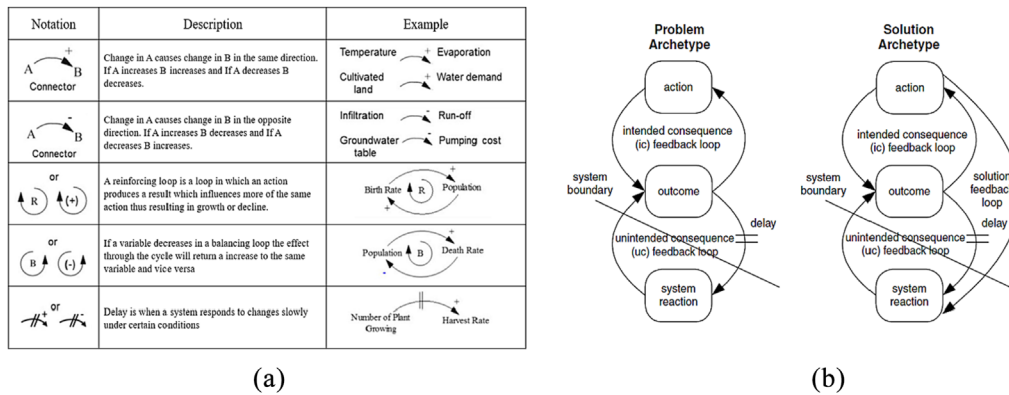 Notation Description Example
A + B
Connector
Change in A causes change in B in the same direction.
If A increases B increases and If A decreases B
decreases.
Temperature + Evaporation
Cultivated
land + Water demand
A - B
Connector
Change in A causes change in B in the opposite
direction. If A increases B decreases and If A
decreases B increases.
Infiltration - Run-off
Groundwater
table - Pumping cost
or
R (+)
A reinforcing loop is a loop in which an action
produces a result which influences more of the same
action thus resulting in growth or decline.
+
Birth Rate R Population
+
or
B (-)
If a variable decreases in a balancing loop the effect
through the cycle will return a increase to the same
variable and vice versa
+
Population B Death Rate
-
or
+ -
Delay is when a system responds to changes slowly
under certain conditions
+
Number of Plant
Growing
Harvest Rate
(a)
Problem
Archetype
action
intended consequence
(ic) feedback loop
system
boundary
outcome
delay
unintended consequence
(uc) feedback loop
system
reaction
Solution
Archetype
action
intended consequence
(ic) feedback loop
system
boundary
outcome
solution
feedback
loop
delay
unintended consequence
(uc) feedback loop
system
reaction
(b)